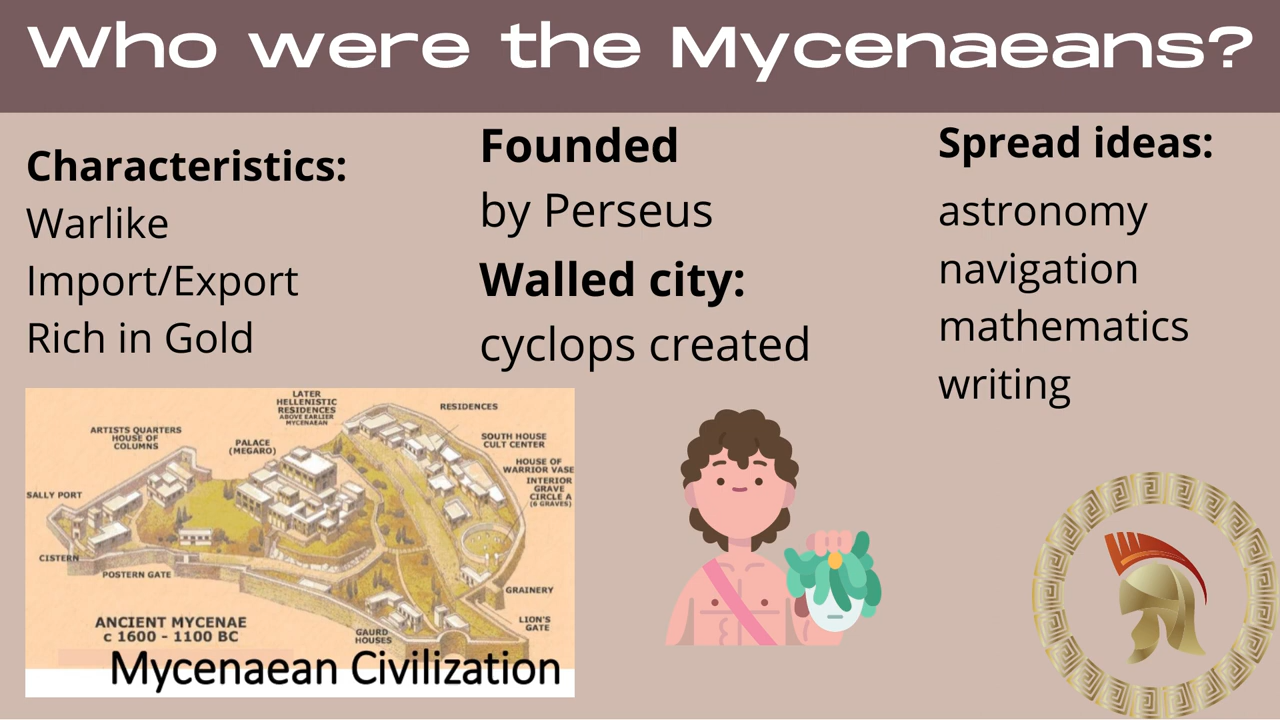 Who were the Mycenaeans?
Characteristics:
Warlike
Import/Export
Rich in Gold
Founded
by Perseus
Walled city:
cyclops created
Spread ideas:
astronomy
navigation
mathematics
writing
LATER
HELLENISTIC
RESIDENCES
ABOVE EARLIER
MYCENAEAN
RESIDENCES
ARTISTS QUARTERS
HOUSE OF
COLUMNS
PALACE
(MEGARO)
SOUTH HOUSE
CULT CENTER
HOUSE OF
WARRIOR VASE
INTERIOR
GRAVE
CIRCLE A
(6 GRAVES)
SALLY PORT
CISTERN
POSTERN GATE
GRAINERY
LION'S
GATE
GAURD
HOUSES
ANCIENT MYCENAE
c 1600 - 1100 BC
Mycenaean Civilization